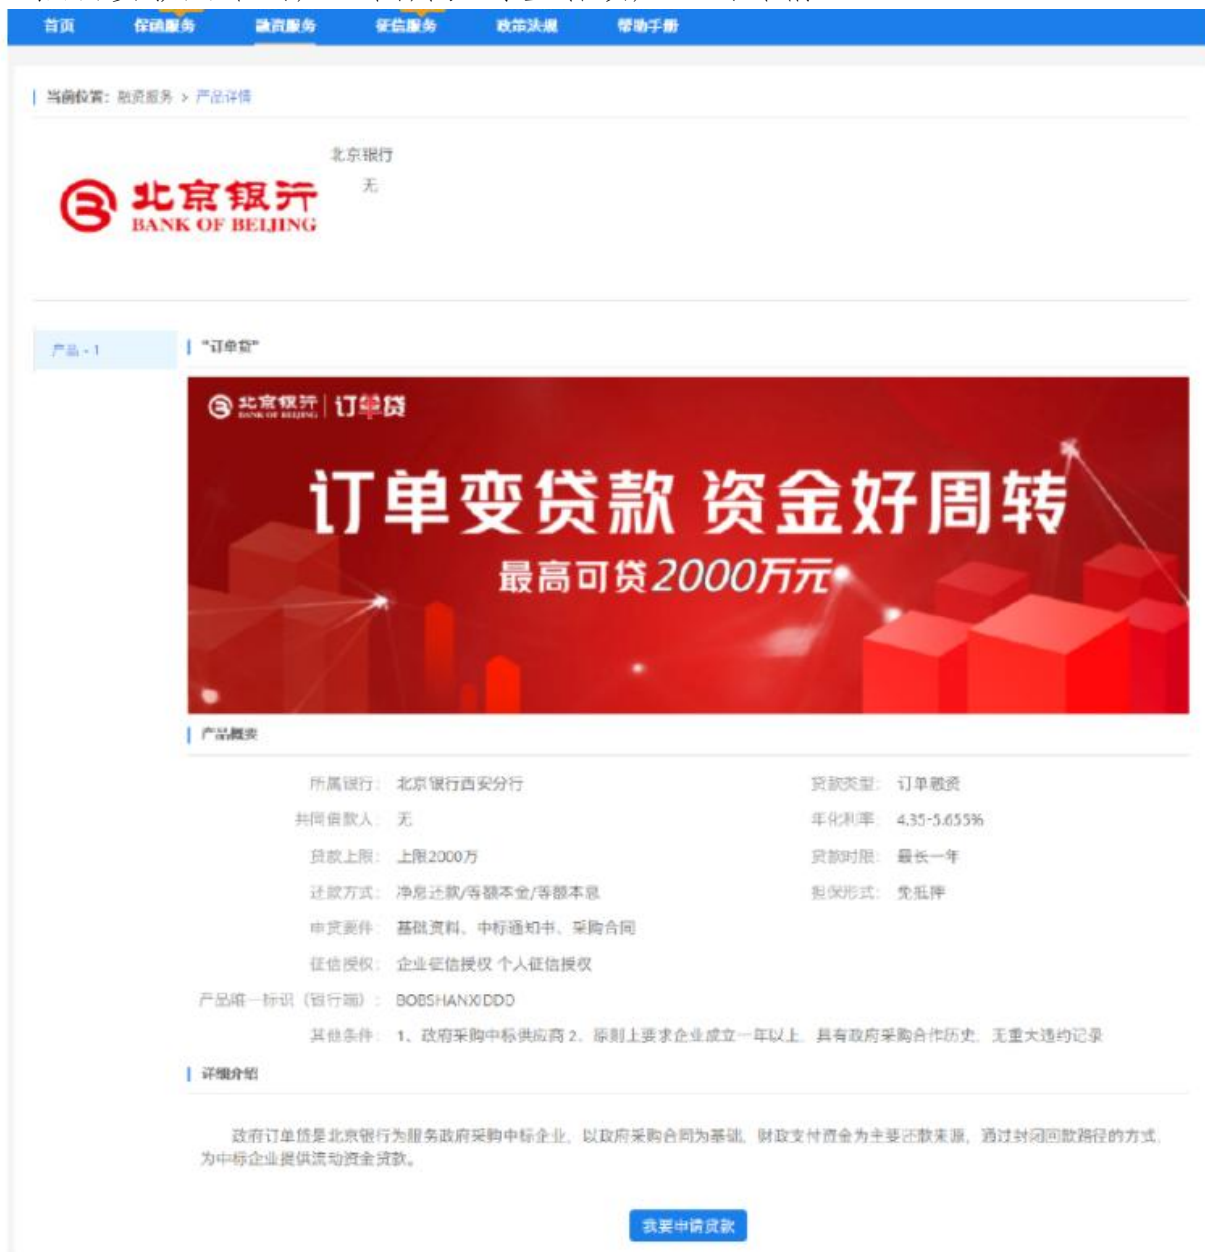 首页 保函服务 融资服务 征信服务 政策法规 帮助手册
当前位置：融资服务 > 产品详情
北京银行
无
北京银行
BANK OF BEIJING
产品 - 1
"订单贷"
北京银行 BANK OF BEIJING | 订单贷
订单变贷款 资金好周转
最高可贷2000万元
产品概要
所属银行： 北京银行西安分行 贷款类型： 订单融资
共同借款人： 无 年化利率： 4.35-5.655%
贷款上限： 上限2000万 贷款时限： 最长一年
还款方式： 净息还款/等额本金/等额本息 担保形式： 免抵押
申贷要件： 基础资料、中标通知书、采购合同
征信授权： 企业征信授权 个人征信授权
产品唯一标识（银行端）： BOBSHANXIDDD
其他条件： 1、政府采购中标供应商 2、原则上要求企业成立一年以上，具有政府采购合作历史，无重大违约记录
详细介绍
政府订单贷是北京银行为服务政府采购中标企业，以政府采购合同为基础，财政支付资金为主要还款来源，通过封闭回款路径的方式，
为中标企业提供流动资金贷款。
我要申请贷款